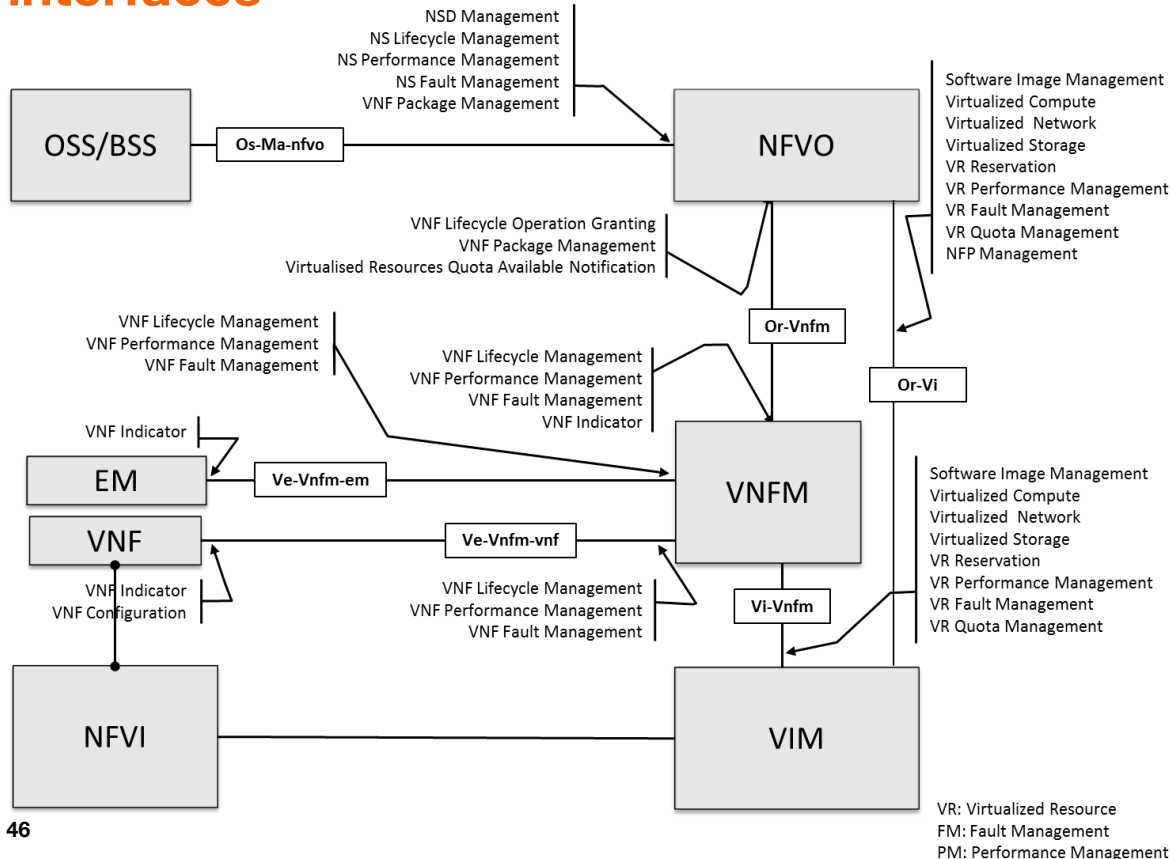 Interfaces
NSD Management
NS Lifecycle Management
NS Performance Management
NS Fault Management
VNF Package Management
OSS/BSS
Os-Ma-nfvo
NFVO
Software Image Management
Virtualized Compute
Virtualized Network
Virtualized Storage
VR Reservation
VR Performance Management
VR Fault Management
VR Quota Management
NFP Management
VNF Lifecycle Operation Granting
VNF Package Management
Virtualised Resources Quota Available Notification
Or-Vnfm
VNF Lifecycle Management
VNF Performance Management
VNF Fault Management
VNF Lifecycle Management
VNF Performance Management
VNF Fault Management
VNF Indicator
Or-Vi
VNF Indicator
EM
Ve-Vnfm-em
VNFM
VNF
Ve-Vnfm-vnf
VNF Indicator
VNF Configuration
VNF Lifecycle Management
VNF Performance Management
VNF Fault Management
Vi-Vnfm
Software Image Management
Virtualized Compute
Virtualized Network
Virtualized Storage
VR Reservation
VR Performance Management
VR Fault Management
VR Quota Management
NFVI
VIM
VR: Virtualized Resource
FM: Fault Management
PM: Performance Management
46